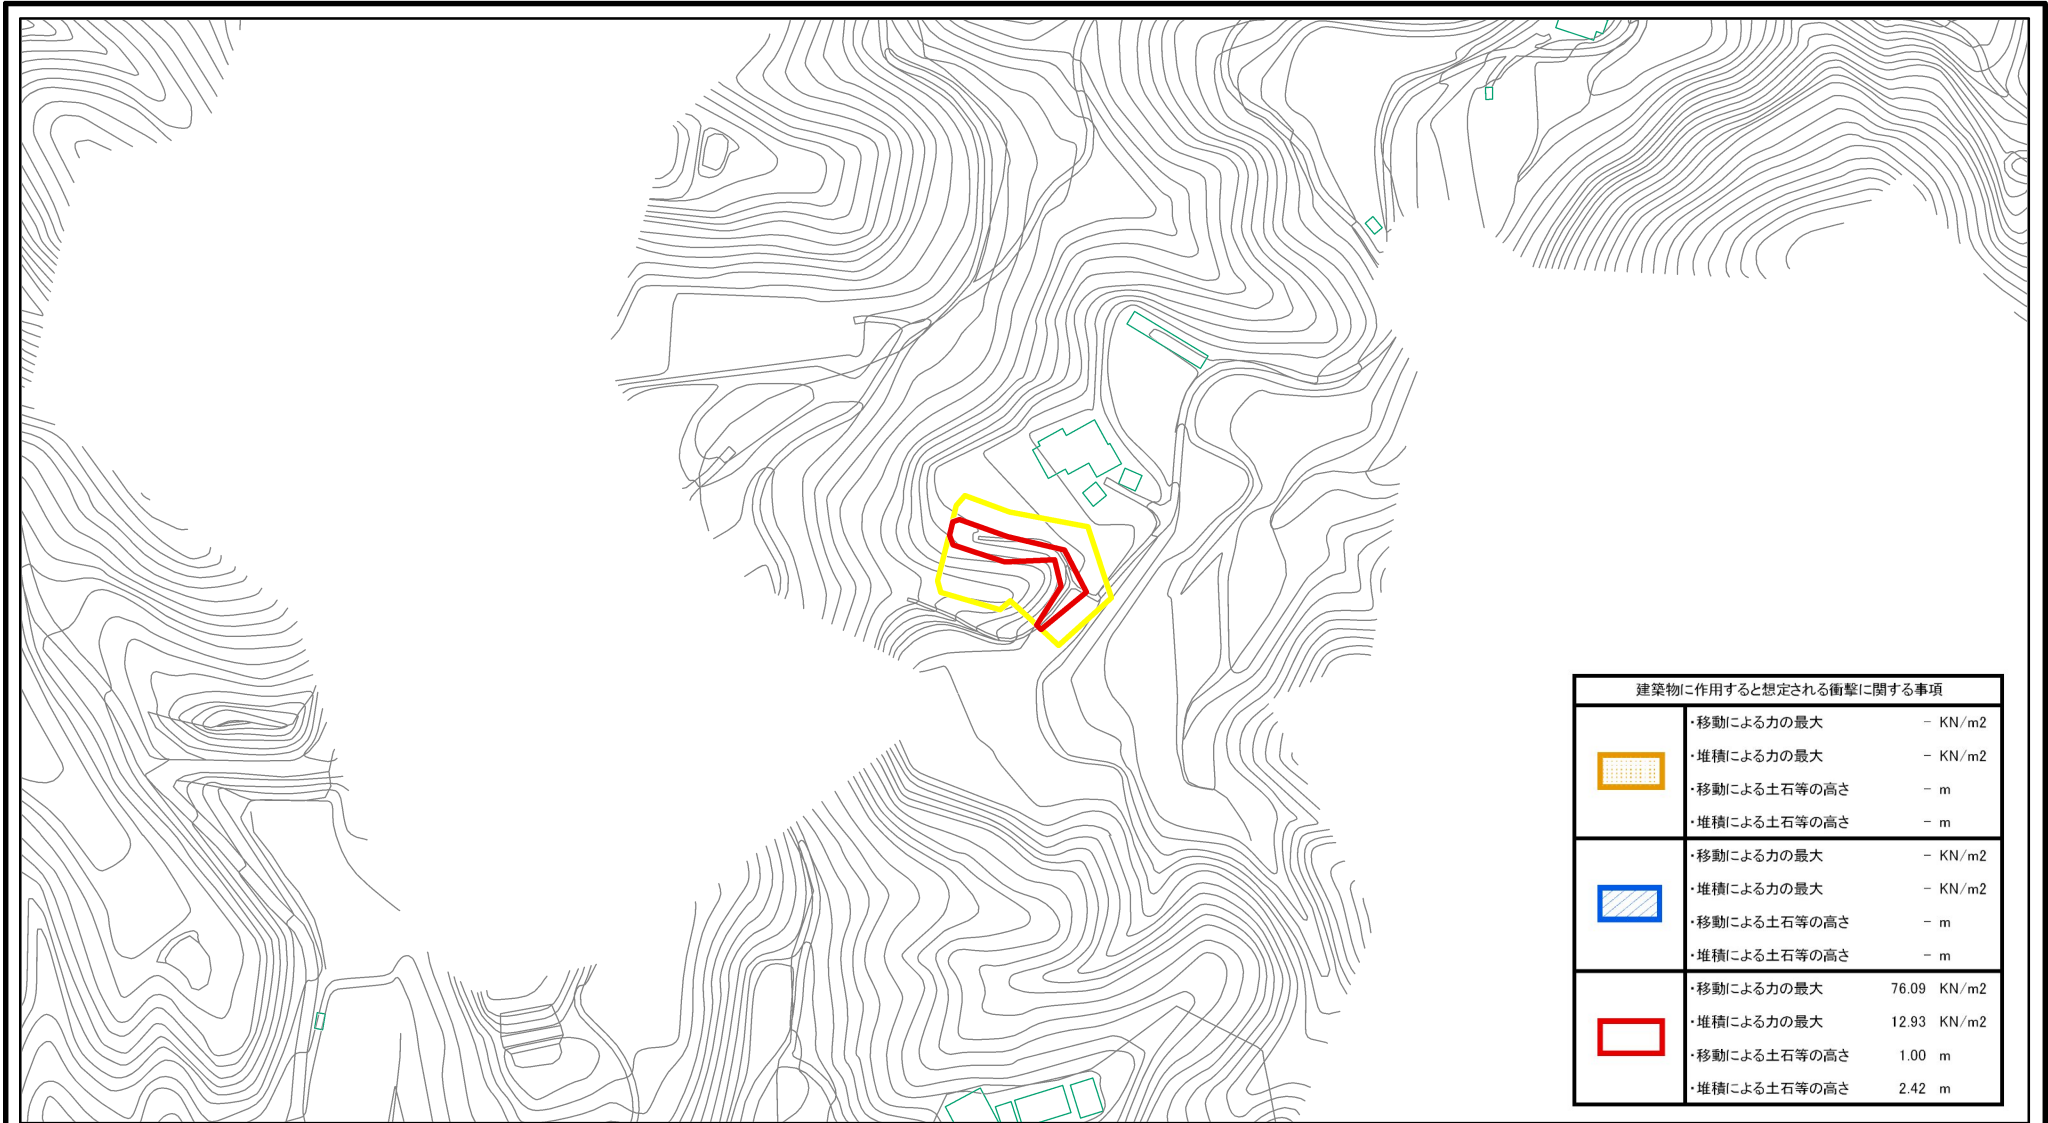 建築物に作用すると想定される衝撃に関する事項
・移動による力の最大 － KN/m2
・堆積による力の最大 － KN/m2
・移動による土石等の高さ － m
・堆積による土石等の高さ － m
・移動による力の最大 － KN/m2
・堆積による力の最大 － KN/m2
・移動による土石等の高さ － m
・堆積による土石等の高さ － m
・移動による力の最大 76.09 KN/m2
・堆積による力の最大 12.93 KN/m2
・移動による土石等の高さ 1.00 m
・堆積による土石等の高さ 2.42 m